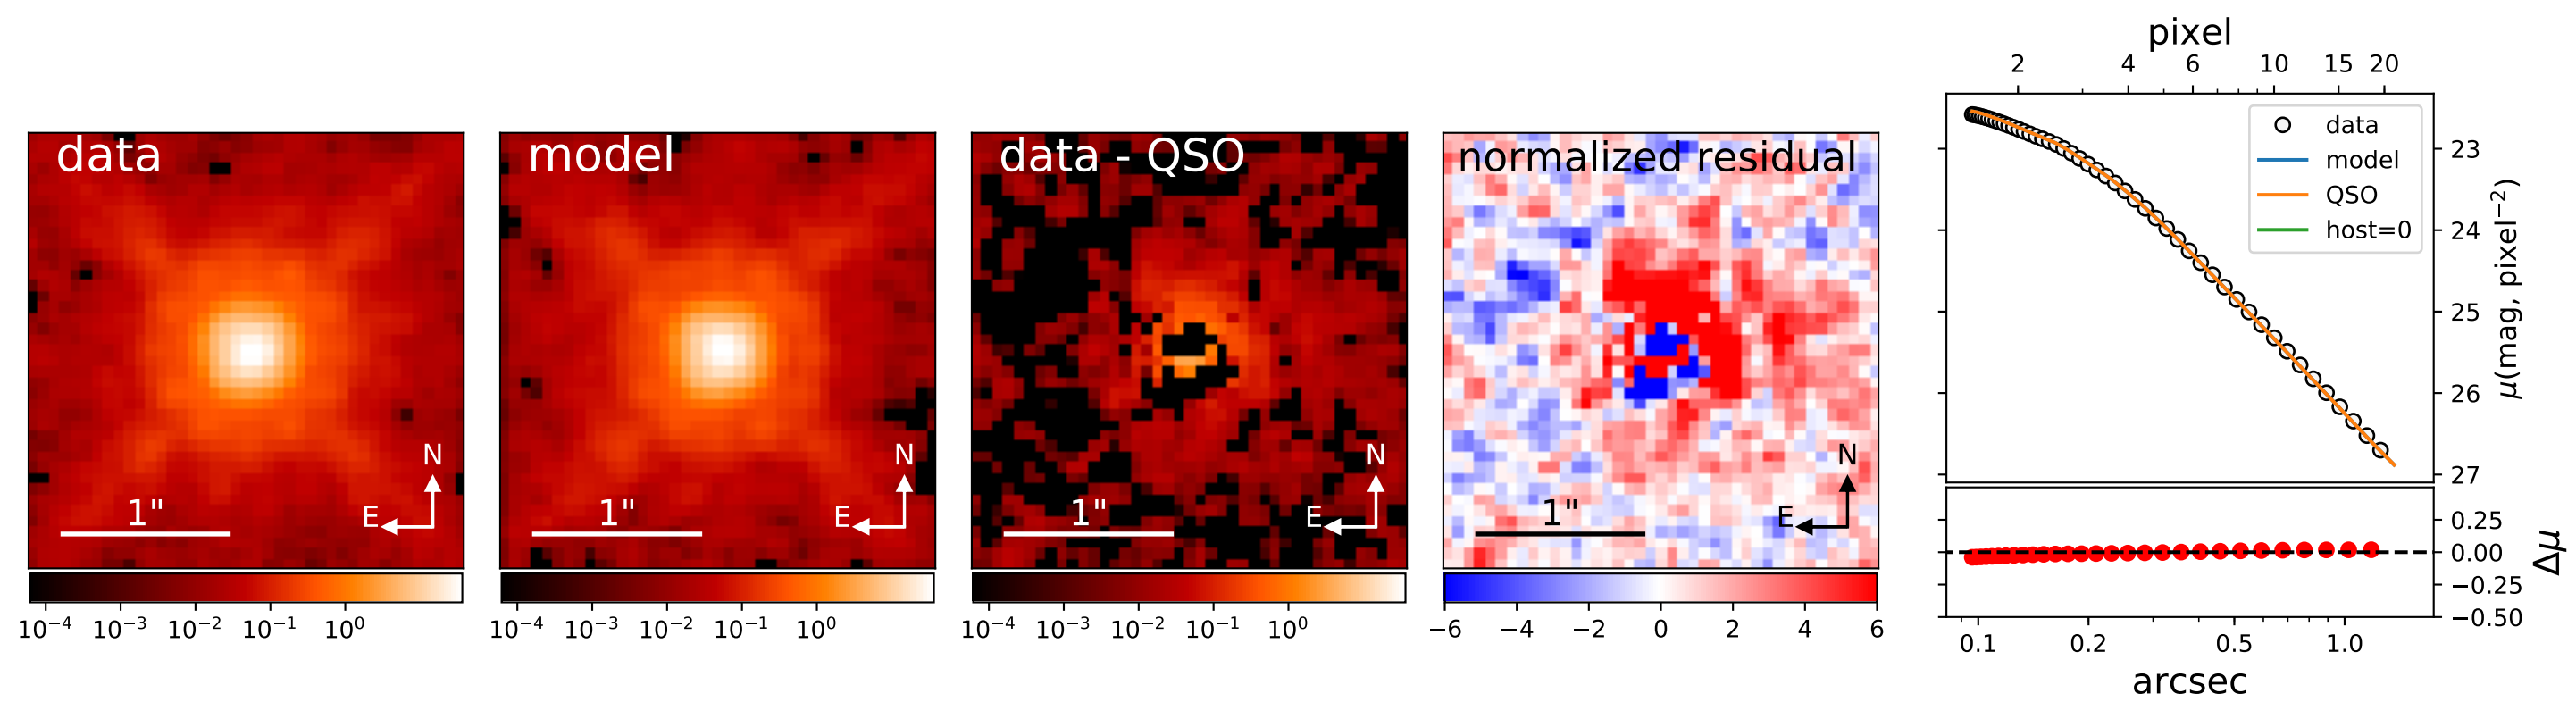 data
N
E
1"
10⁻⁴ 10⁻³ 10⁻² 10⁻¹ 10⁰
model
N
E
1"
10⁻⁴ 10⁻³ 10⁻² 10⁻¹ 10⁰
data - QSO
N
E
1"
10⁻⁴ 10⁻³ 10⁻² 10⁻¹ 10⁰
normalized residual
N
E
1"
−6 −4 −2 0 2 4 6
pixel
2 4 6 10 15 20
data
model
QSO
host=0
23
24
25
26
27
μ(mag, pixel⁻²)
0.25
0.00
−0.25
−0.50
Δμ
0.1 0.2 0.5 1.0
arcsec